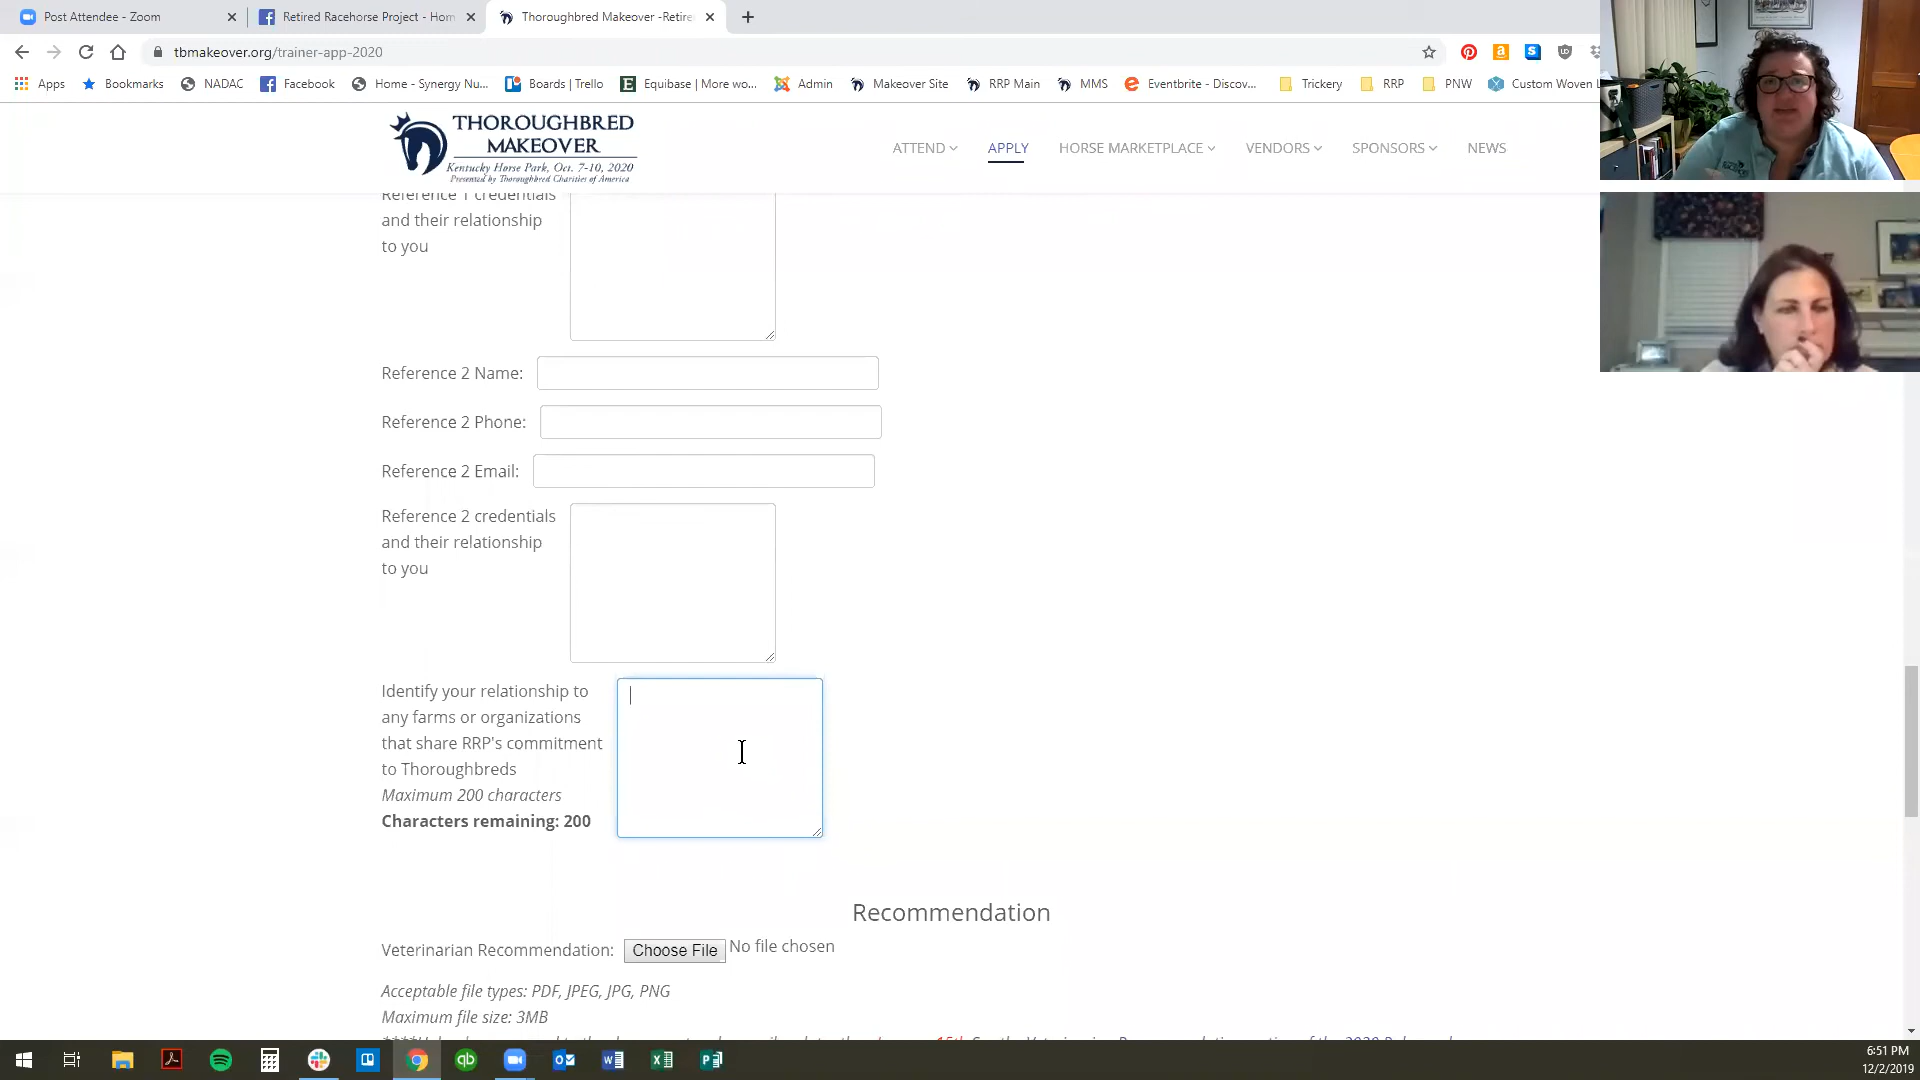 Post Attendee - Zoom
Retired Racehorse Project - Hom
Thoroughbred Makeover -Retire
tbmakeover.org/trainer-app-2020
Apps
Bookmarks
NADAC
Facebook
Home - Synergy Nu...
Boards | Trello
Equibase | More wo...
Admin
Makeover Site
RRP Main
MMS
Eventbrite - Discov...
Trickery
RRP
PNW
Custom Woven L
THOROUGHBRED
MAKEOVER
Kentucky Horse Park, Oct. 7-10, 2020
Presented by Thoroughbred Charities of America
ATTEND
APPLY
HORSE MARKETPLACE
VENDORS
SPONSORS
NEWS
Reference 1 credentials
and their relationship
to you
Reference 2 Name:
Reference 2 Phone:
Reference 2 Email:
Reference 2 credentials
and their relationship
to you
Identify your relationship to
any farms or organizations
that share RRP's commitment
to Thoroughbreds
Maximum 200 characters
Characters remaining: 200
Recommendation
Veterinarian Recommendation:
Choose File
No file chosen
Acceptable file types: PDF, JPEG, JPG, PNG
Maximum file size: 3MB
6:51 PM
12/2/2019